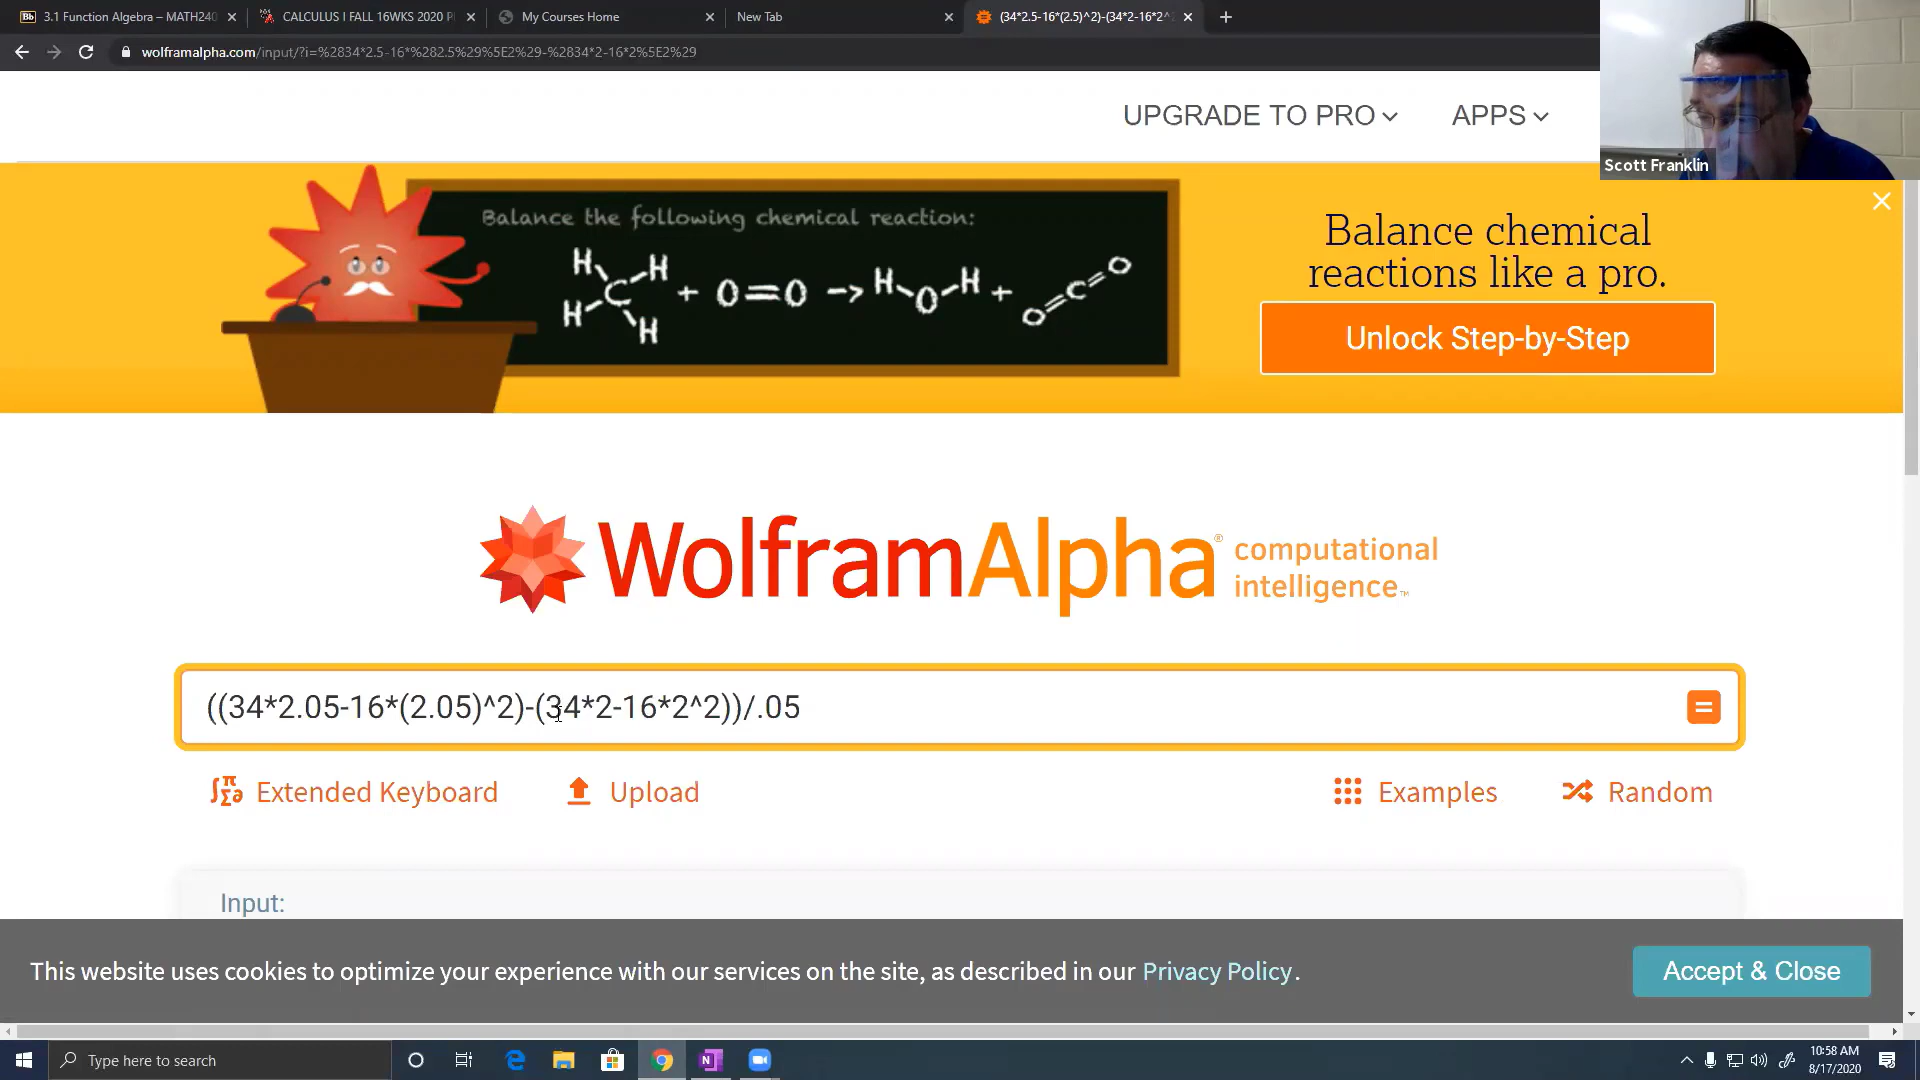 3.1 Function Algebra – MATH240
CALCULUS I FALL 16WKS 2020 P
My Courses Home
New Tab
(34*2.5-16*(2.5)^2)-(34*2-16*2^
wolframalpha.com/input/?i=%2834*2.5-16*%282.5%29%5E2%29-%2834*2-16*2%5E2%29
UPGRADE TO PRO
APPS
Scott Franklin
Balance the following chemical reaction:
H H C H H + O=O -> H O H + O C O
Balance chemical
reactions like a pro.
Unlock Step-by-Step
WolframAlpha® computational
intelligence™
((34*2.05-16*(2.05)^2)-(34*2-16*2^2))/.05
=
Extended Keyboard
Upload
Examples
Random
Input:
This website uses cookies to optimize your experience with our services on the site, as described in our Privacy Policy.
Accept & Close
Type here to search
10:58 AM
8/17/2020